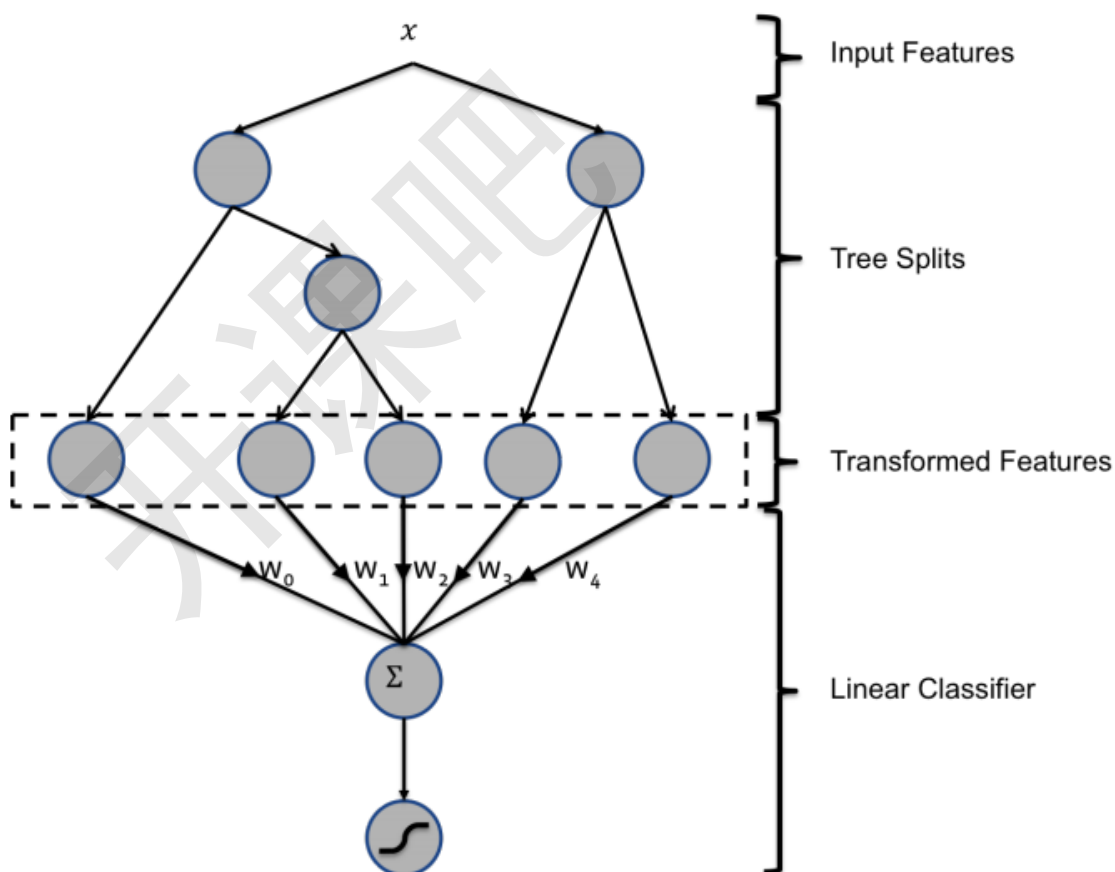 x
Input Features
Tree Splits
Transformed Features
W₀ W₁ W₂ W₃ W₄
Linear Classifier
Σ
开课吧